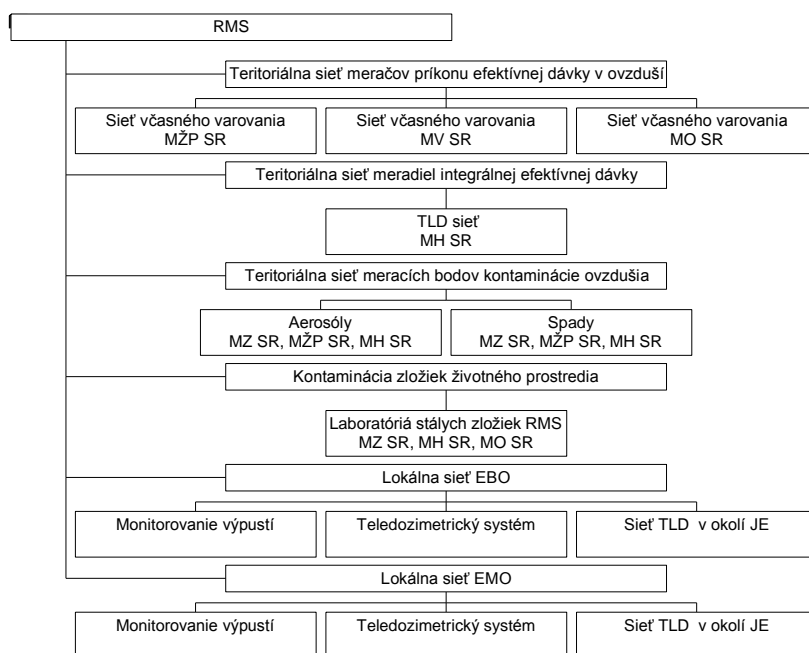 RMS
Teritoriálna sieť meračov príkonu efektívnej dávky v ovzduší
Sieť včasného varovania
MŽP SR
Sieť včasného varovania
MV SR
Sieť včasného varovania
MO SR
Teritoriálna sieť meradiel integrálnej efektívnej dávky
TLD sieť
MH SR
Teritoriálna sieť meracích bodov kontaminácie ovzdušia
Aerosóly
MZ SR, MŽP SR, MH SR
Spady
MZ SR, MŽP SR, MH SR
Kontaminácia zložiek životného prostredia
Laboratóriá stálych zložiek RMS
MZ SR, MH SR, MO SR
Lokálna sieť EBO
Monitorovanie výpustí
Teledozimetrický systém
Sieť TLD v okolí JE
Lokálna sieť EMO
Monitorovanie výpustí
Teledozimetrický systém
Sieť TLD v okolí JE